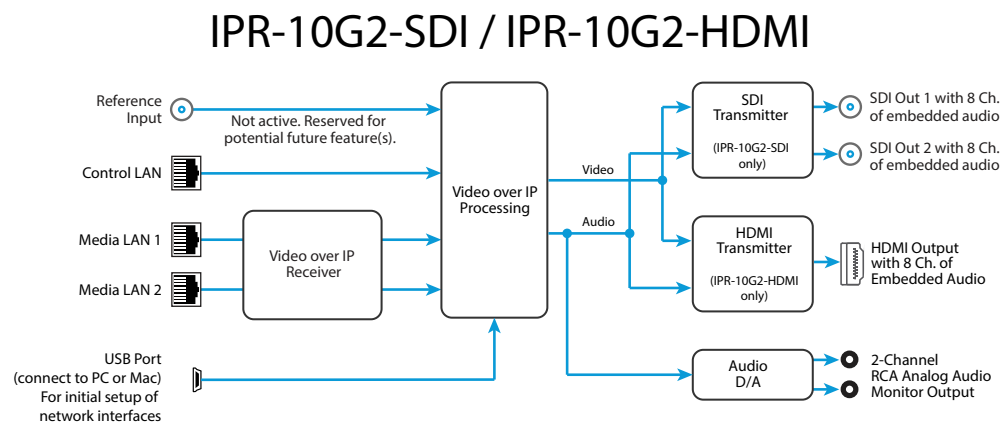 IPR-10G2-SDI / IPR-10G2-HDMI
Reference
Input
Not active. Reserved for
potential future feature(s).
Control LAN
Media LAN 1
Media LAN 2
Video over IP
Receiver
USB Port
(connect to PC or Mac)
For initial setup of
network interfaces
Video over IP
Processing
Video
Audio
SDI
Transmitter
(IPR-10G2-SDI
only)
SDI Out 1 with 8 Ch.
of embedded audio
SDI Out 2 with 8 Ch.
of embedded audio
HDMI
Transmitter
(IPR-10G2-HDMI
only)
HDMI Output
with 8 Ch. of
Embedded Audio
Audio
D/A
2-Channel
RCA Analog Audio
Monitor Output